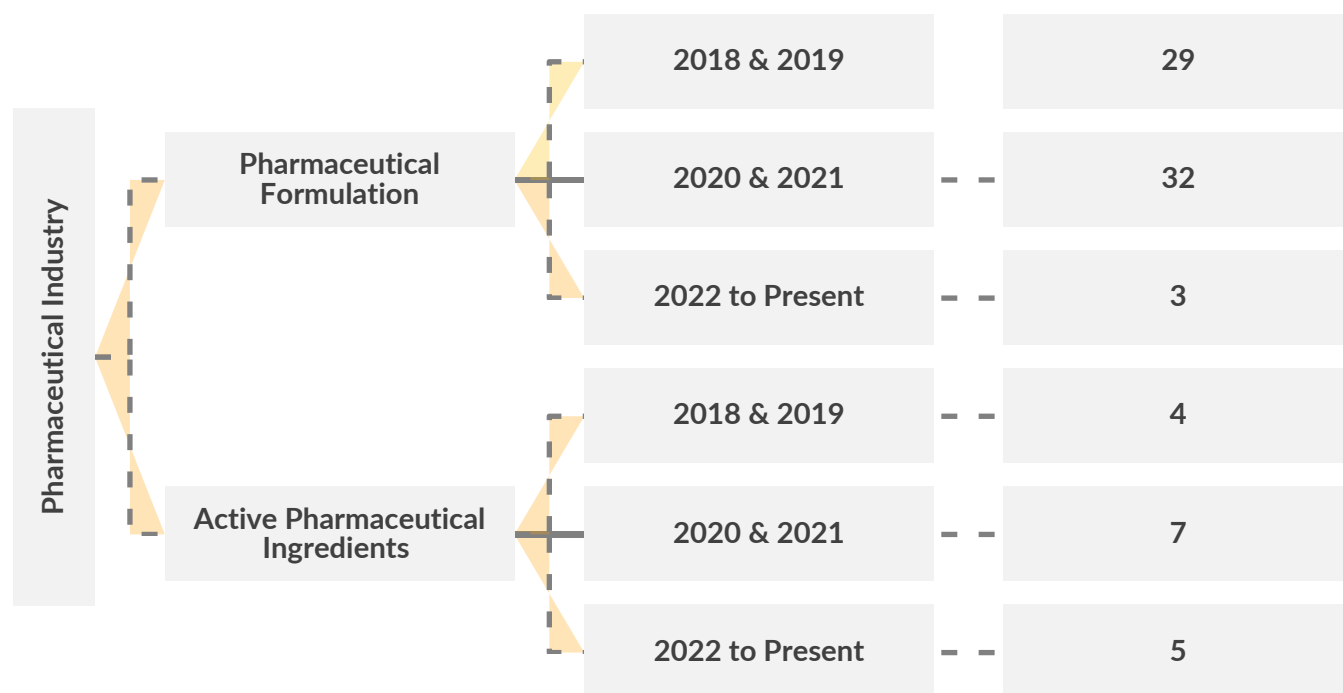 Pharmaceutical Industry
Pharmaceutical
Formulation
2018 & 2019
29
2020 & 2021
32
2022 to Present
3
Active Pharmaceutical
Ingredients
2018 & 2019
4
2020 & 2021
7
2022 to Present
5